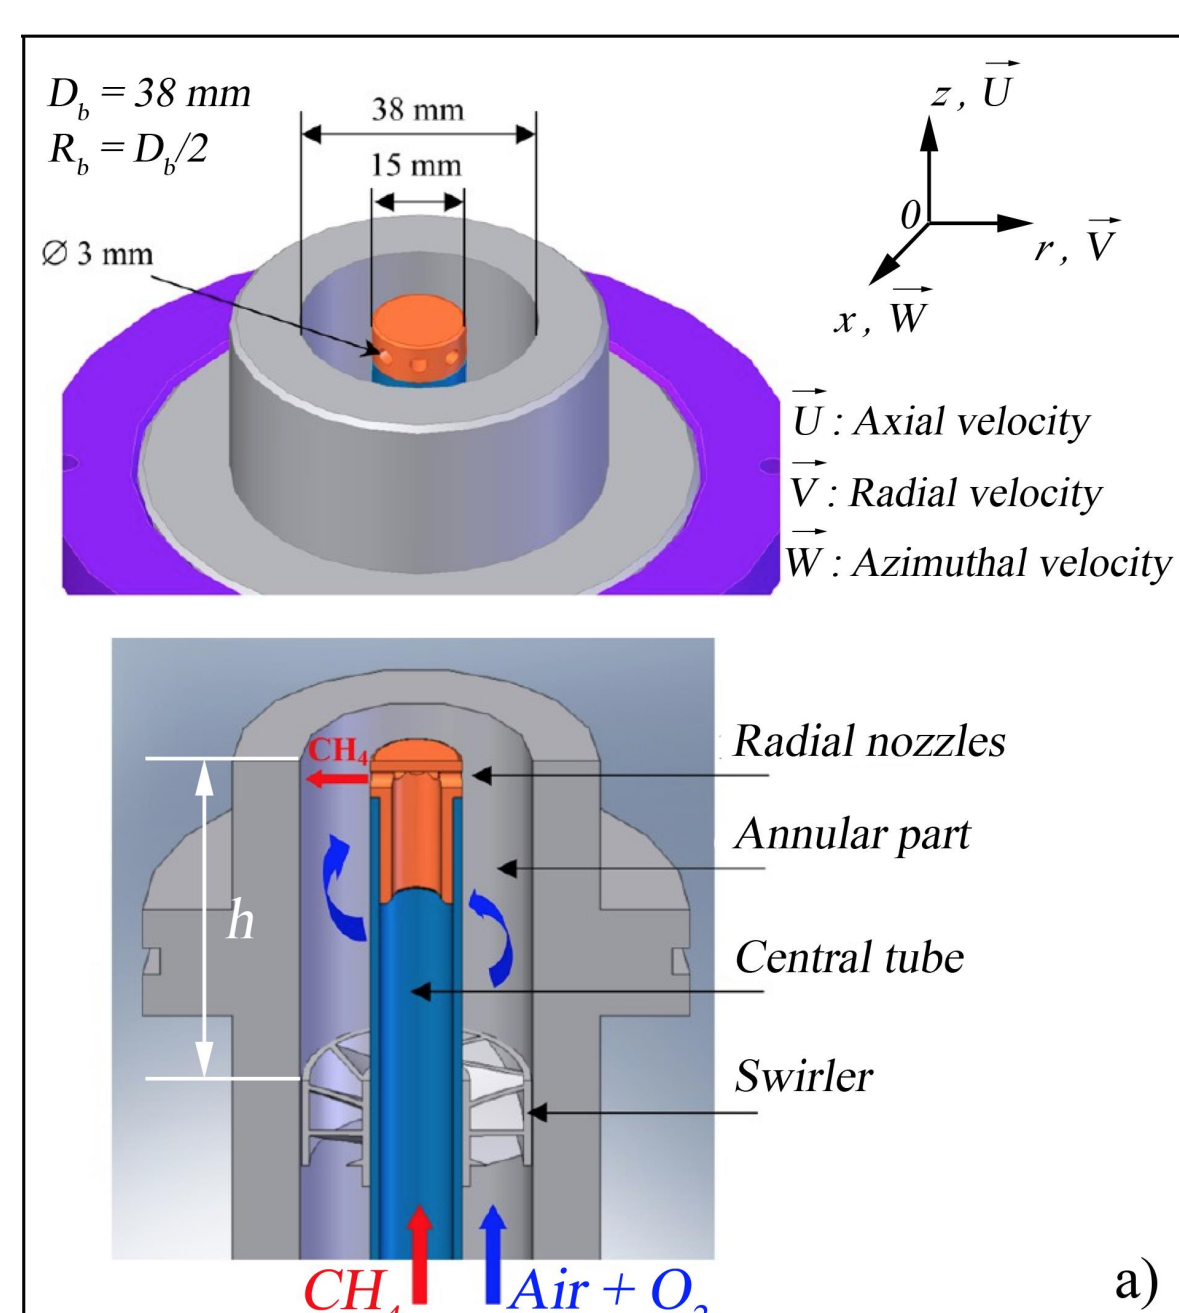 D_b = 38 mm
R_b = D_b/2
38 mm
15 mm
Ø 3 mm
z , U⃗
0
r , V⃗
x , W⃗
U⃗ : Axial velocity
V⃗ : Radial velocity
W⃗ : Azimuthal velocity
CH₄
Radial nozzles
Annular part
h
Central tube
Swirler
CH₄
Air + O₂
a)